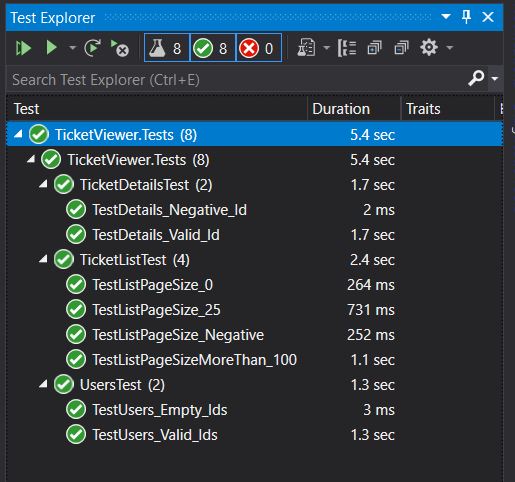 Test Explorer
8 8 0
Search Test Explorer (Ctrl+E)
Test Duration Traits
TicketViewer.Tests (8) 5.4 sec
TicketViewer.Tests (8) 5.4 sec
TicketDetailsTest (2) 1.7 sec
TestDetails_Negative_Id 2 ms
TestDetails_Valid_Id 1.7 sec
TicketListTest (4) 2.4 sec
TestListPageSize_0 264 ms
TestListPageSize_25 731 ms
TestListPageSize_Negative 252 ms
TestListPageSizeMoreThan_100 1.1 sec
UsersTest (2) 1.3 sec
TestUsers_Empty_Ids 3 ms
TestUsers_Valid_Ids 1.3 sec